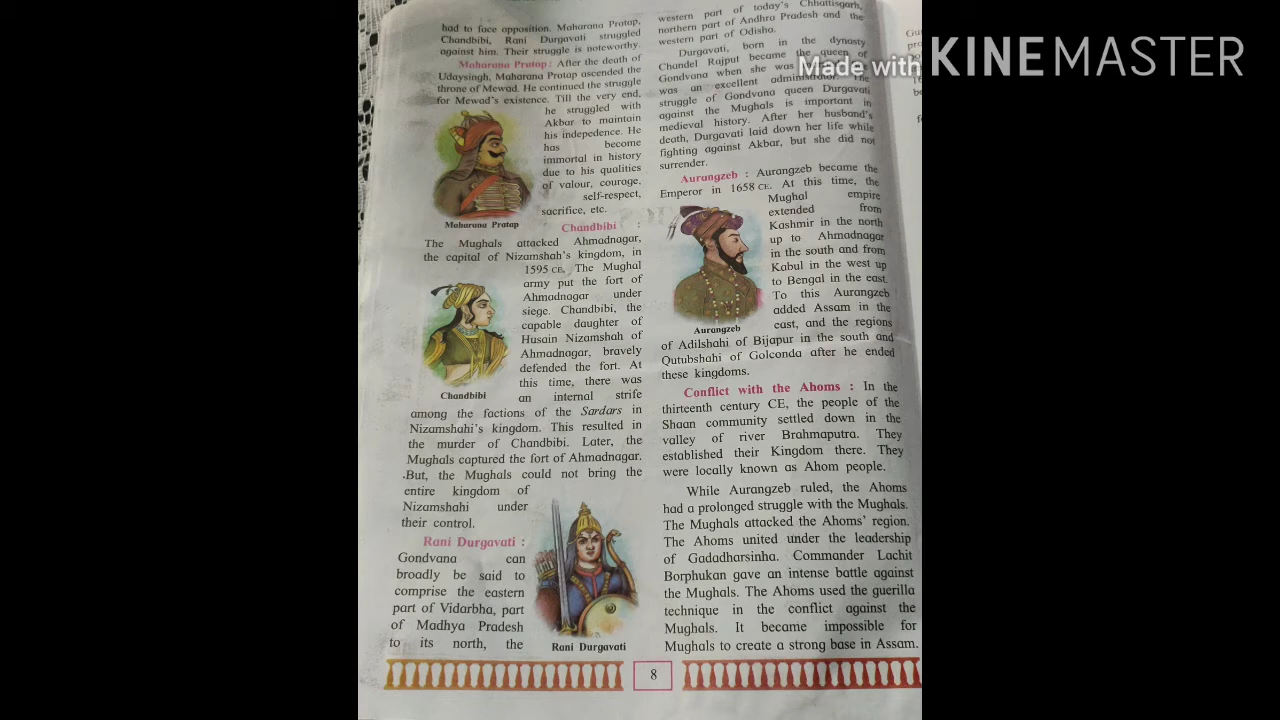 had to face opposition. Maharana Pratap,
Chandbibi, Rani Durgavati struggled
against him. Their struggle is noteworthy.
Maharana Pratap : After the death of
Udaysingh, Maharana Pratap ascended the
throne of Mewad. He continued the struggle
for Mewad's existence. Till the very end,
he struggled with
Akbar to maintain
his indepedence. He
has become
immortal in history
due to his qualities
of valour, courage,
self-respect,
sacrifice, etc.
Maharana Pratap
Chandbibi :
The Mughals attacked Ahmadnagar,
the capital of Nizamshah's kingdom, in
1595 CE. The Mughal
army put the fort of
Ahmadnagar under
siege. Chandbibi, the
capable daughter of
Husain Nizamshah of
Ahmadnagar, bravely
defended the fort. At
this time, there was
an internal strife
Chandbibi
among the factions of the Sardars in
Nizamshahi's kingdom. This resulted in
the murder of Chandbibi. Later, the
Mughals captured the fort of Ahmadnagar.
But, the Mughals could not bring the
entire kingdom of
Nizamshahi under
their control.
Rani Durgavati :
Gondvana can
broadly be said to
comprise the eastern
part of Vidarbha, part
of Madhya Pradesh
to its north, the
Rani Durgavati
western part of today's Chhattisgarh,
northern part of Andhra Pradesh and the
western part of Odisha.
Durgavati, born in the dynasty
Chandel Rajput became the queen of
Gondvana when she was
was an excellent administrator. The
struggle of Gondvana queen Durgavati
against the Mughals is important in
medieval history. After her husband's
death, Durgavati laid down her life while
fighting against Akbar, but she did not
surrender.
Aurangzeb : Aurangzeb became the
Emperor in 1658 CE. At this time, the
Mughal empire
extended from
Kashmir in the north
up to Ahmadnagar
in the south and from
Kabul in the west up
to Bengal in the east.
To this Aurangzeb
added Assam in the
Aurangzeb
east, and the regions
of Adilshahi of Bijapur in the south and
Qutubshahi of Golconda after he ended
these kingdoms.
Conflict with the Ahoms : In the
thirteenth century CE, the people of the
Shaan community settled down in the
valley of river Brahmaputra. They
established their Kingdom there. They
were locally known as Ahom people.
While Aurangzeb ruled, the Ahoms
had a prolonged struggle with the Mughals.
The Mughals attacked the Ahoms' region.
The Ahoms united under the leadership
of Gadadharsinha. Commander Lachit
Borphukan gave an intense battle against
the Mughals. The Ahoms used the guerilla
technique in the conflict against the
Mughals. It became impossible for
Mughals to create a strong base in Assam.
8
Made with KINEMASTER